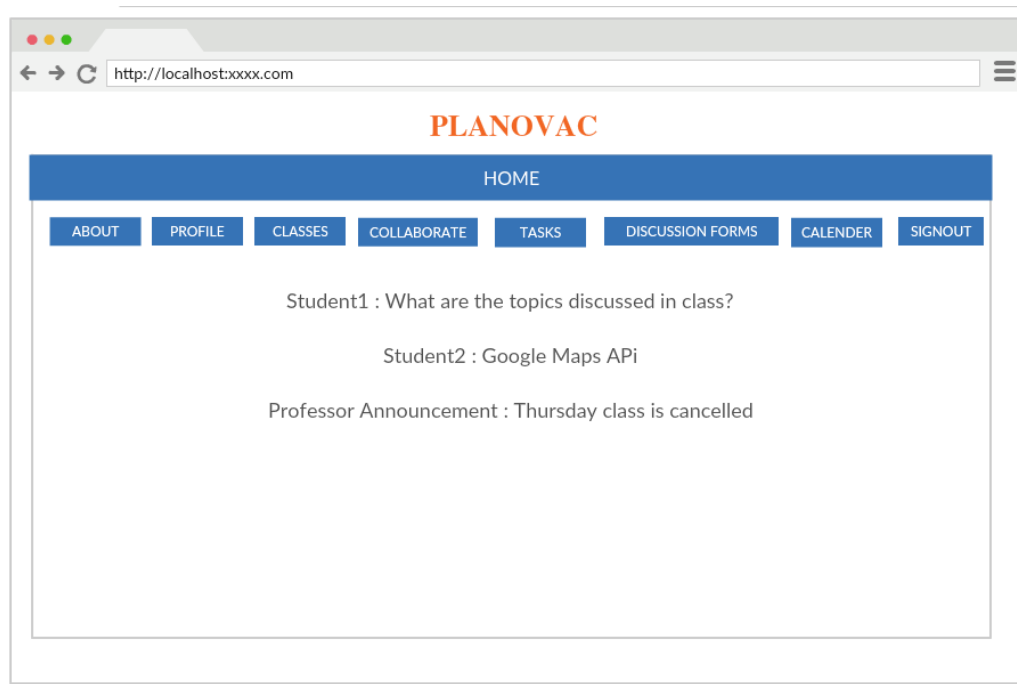 http://localhost:xxxx.com
PLANOVAC
HOME
ABOUT PROFILE CLASSES COLLABORATE TASKS DISCUSSION FORMS CALENDER SIGNOUT
Student1 : What are the topics discussed in class?
Student2 : Google Maps APi
Professor Announcement : Thursday class is cancelled